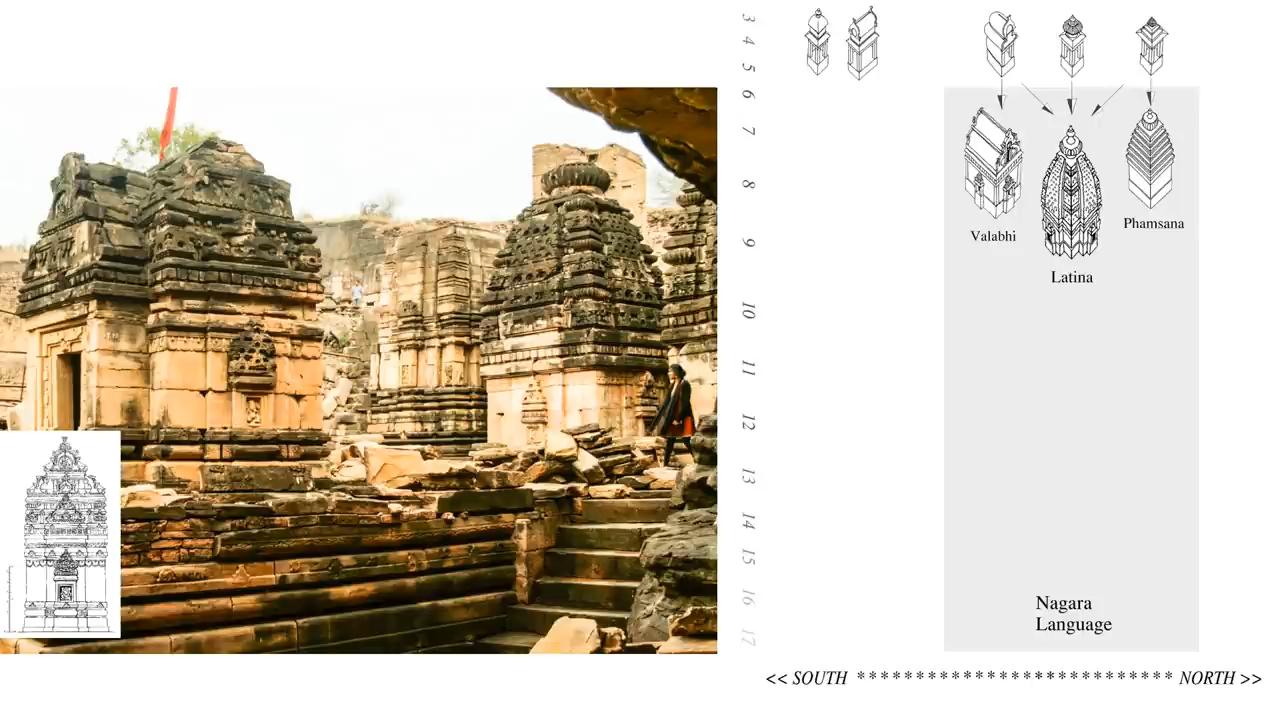 3
4
5
6
7
8
9
10
11
12
13
14
15
16
17
Valabhi
Latina
Phamsana
Nagara
Language
<< SOUTH *************************** NORTH >>